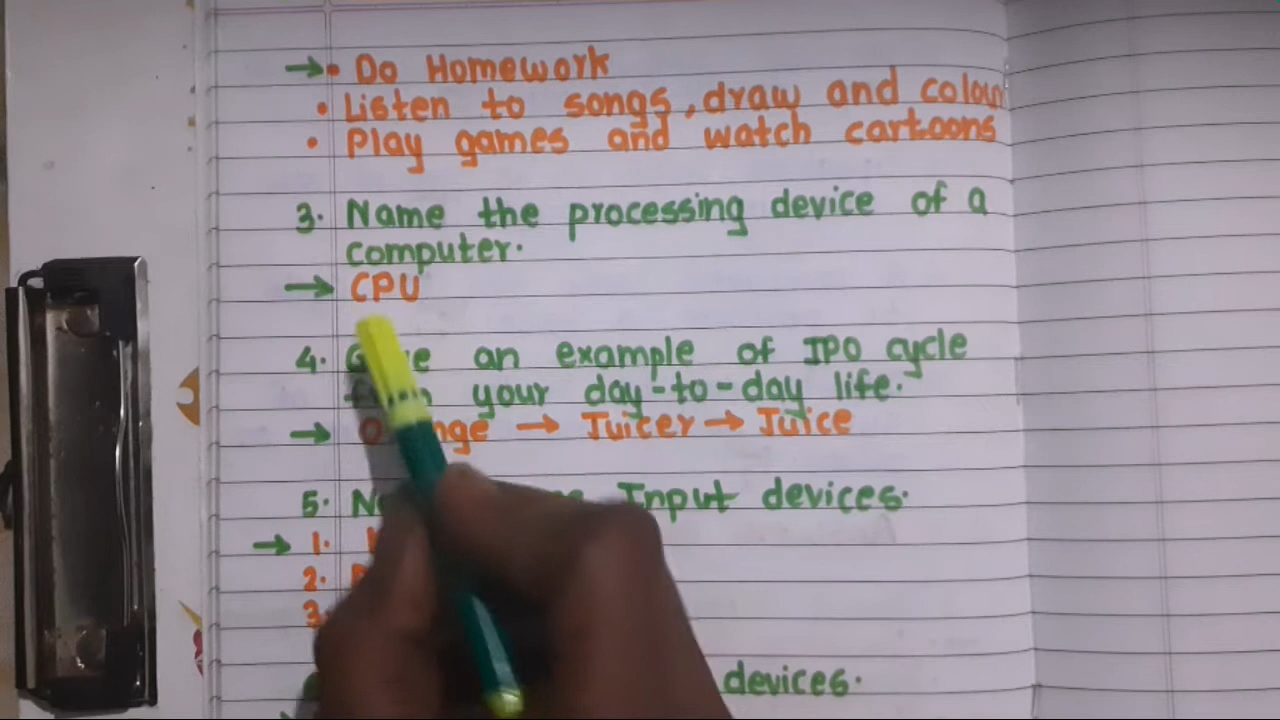 → • Do Homework
• Listen to songs, draw and colour
• Play games and watch cartoons
3. Name the processing device of a
computer.
→ CPU
4. an example of IPO cycle
your day-to-day life.
→ → Juicer → Juice
5. Input devices.
→ 1.
2.
3.
devices.